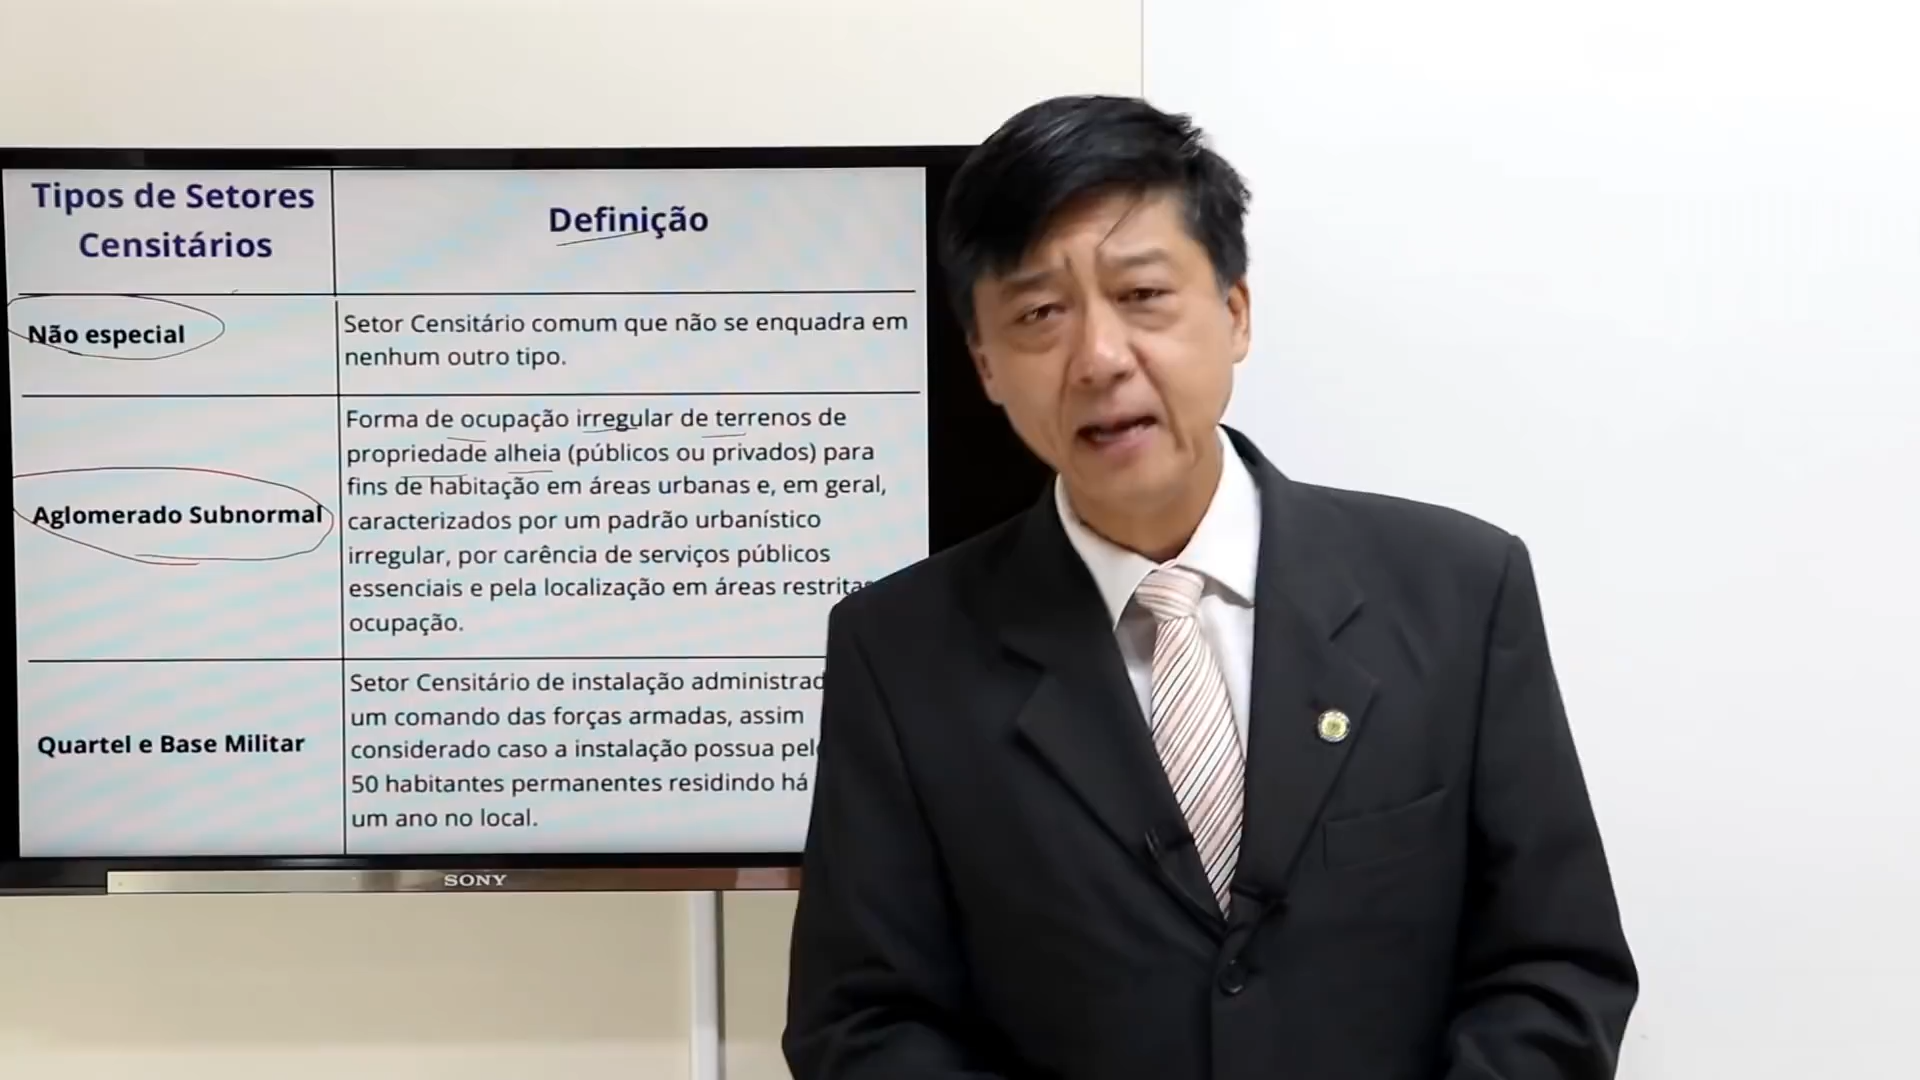 Tipos de Setores
Censitários
Definição
Não especial
Setor Censitário comum que não se enquadra em
nenhum outro tipo.
Aglomerado Subnormal
Forma de ocupação irregular de terrenos de
propriedade alheia (públicos ou privados) para
fins de habitação em áreas urbanas e, em geral,
caracterizados por um padrão urbanístico
irregular, por carência de serviços públicos
essenciais e pela localização em áreas
ocupação.
Quartel e Base Militar
Setor Censitário de instalação
um comando das forças armadas, assim
considerado caso a instalação possua
50 habitantes permanentes residindo há
um ano no local.
SONY